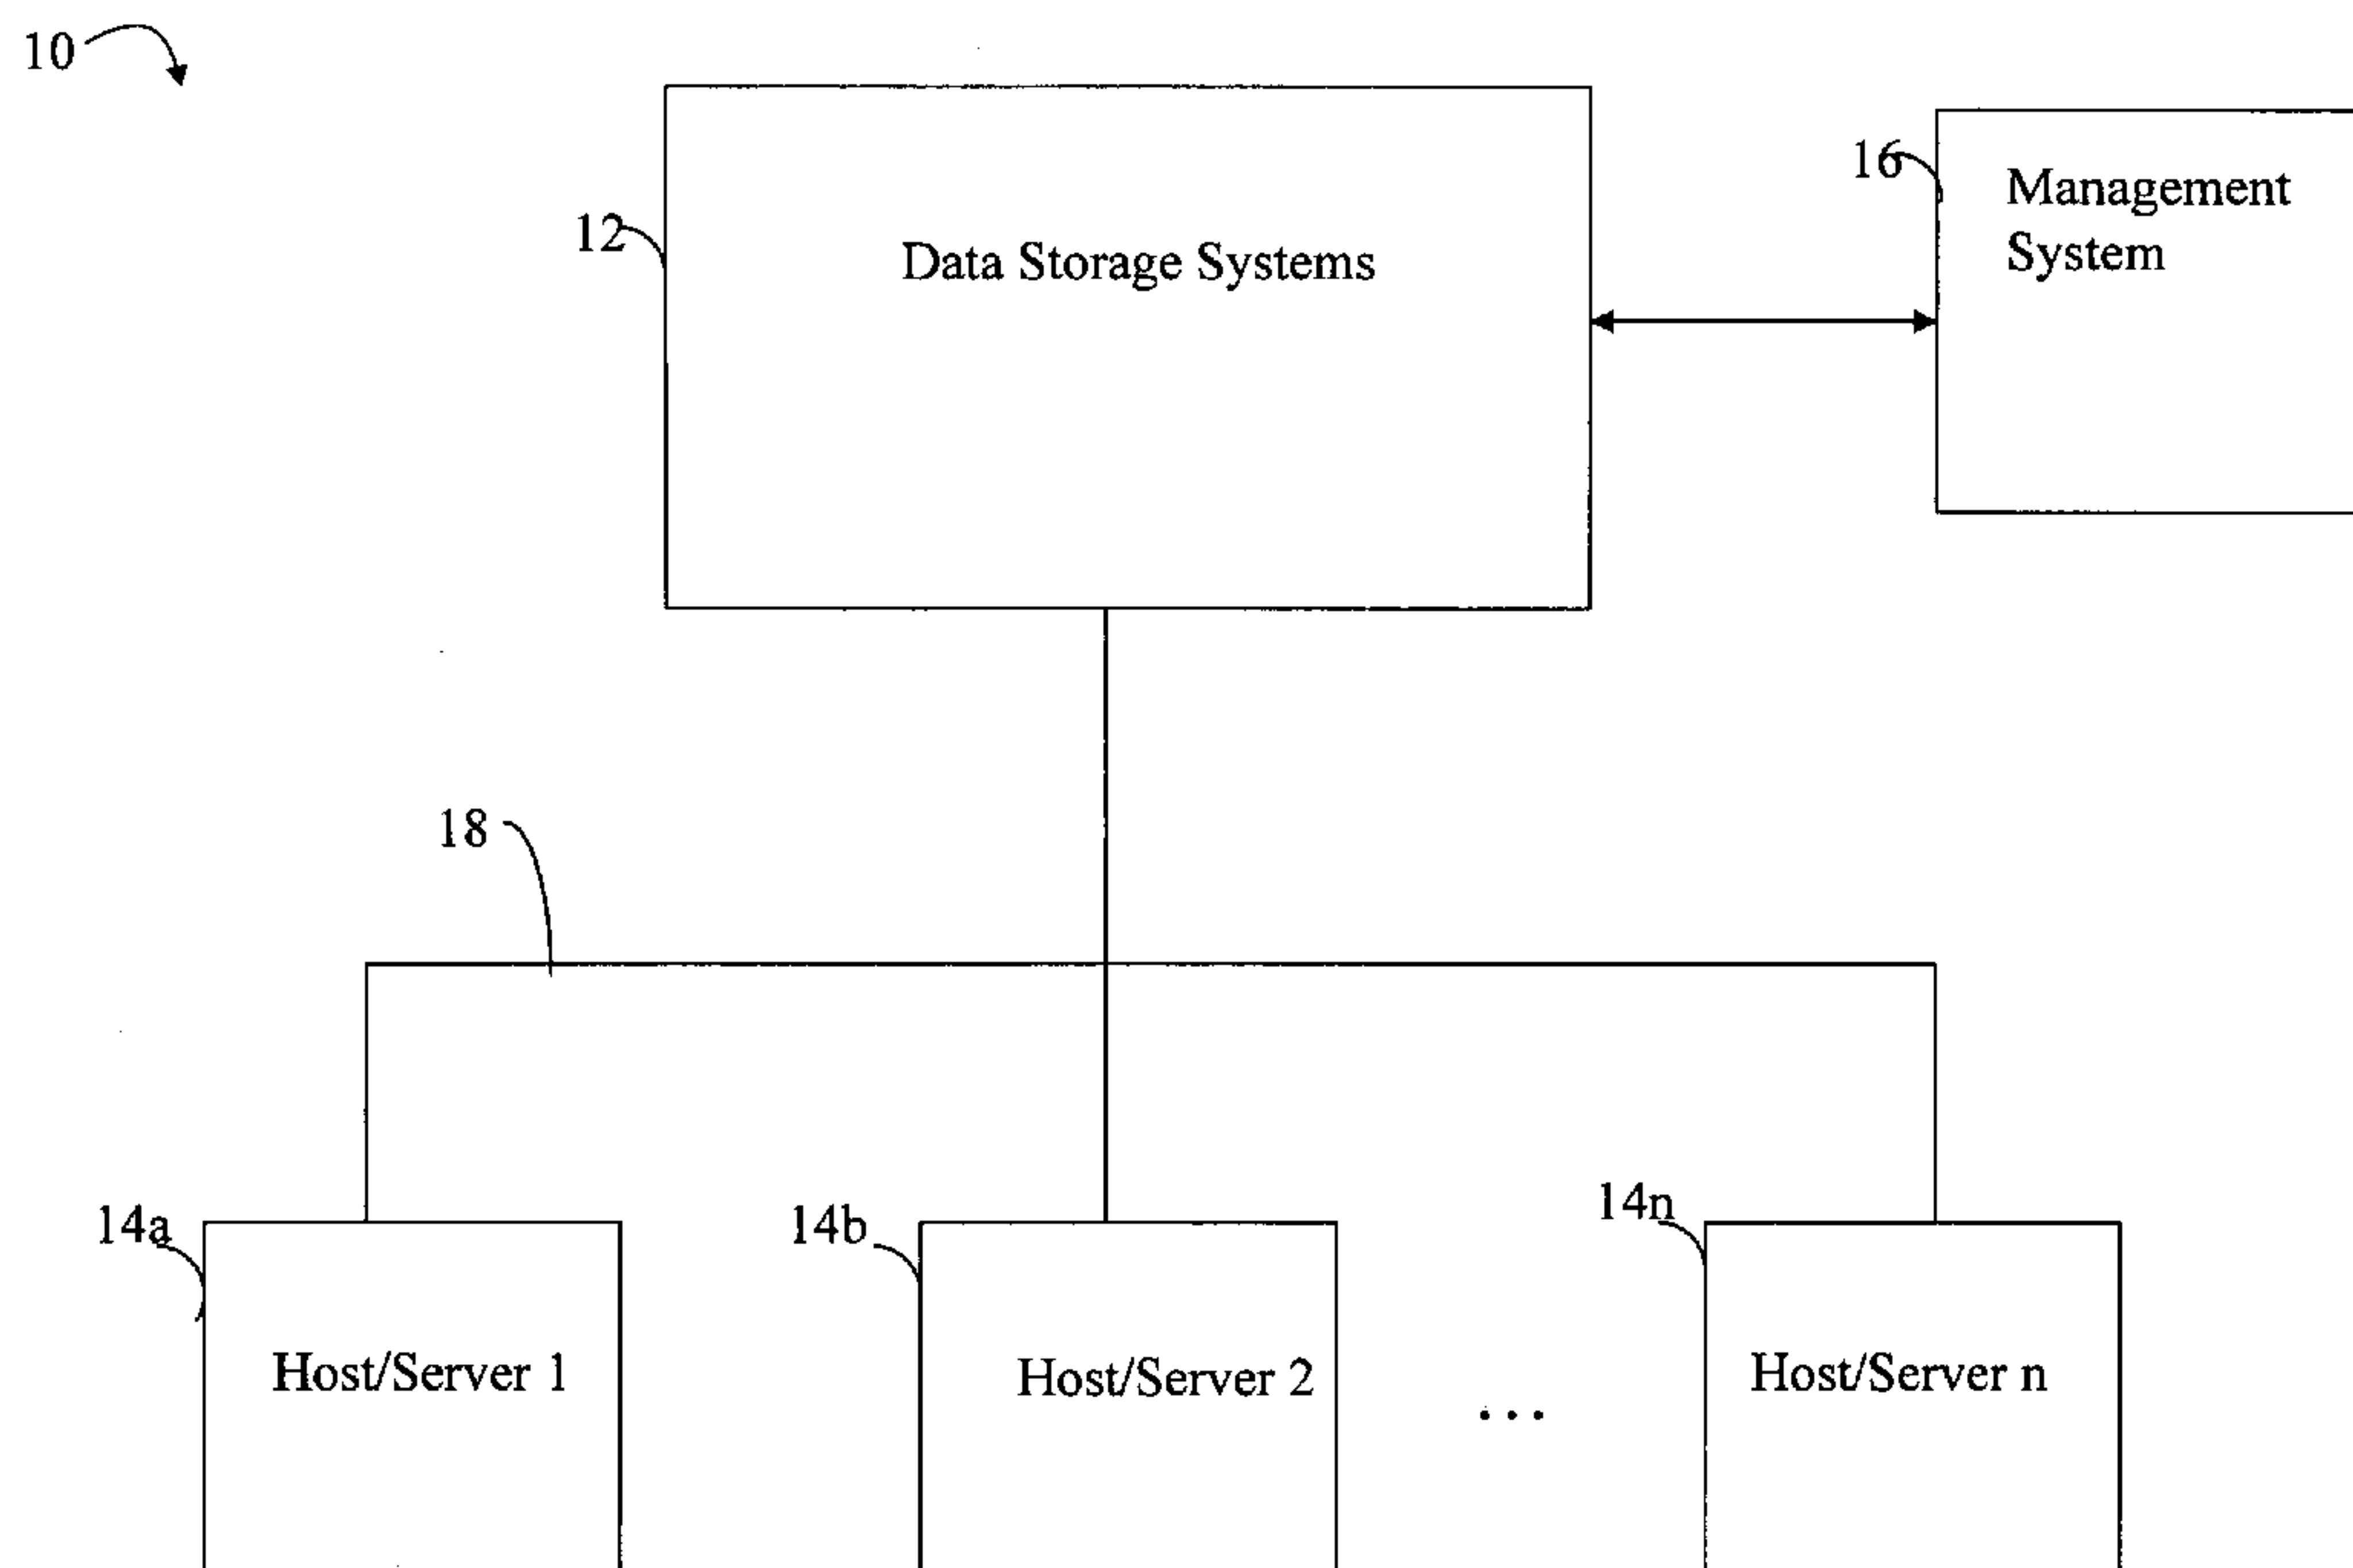 10
16
Management
System
12
Data Storage Systems
18
14a
14b
14n
Host/Server 1
Host/Server 2
...
Host/Server n